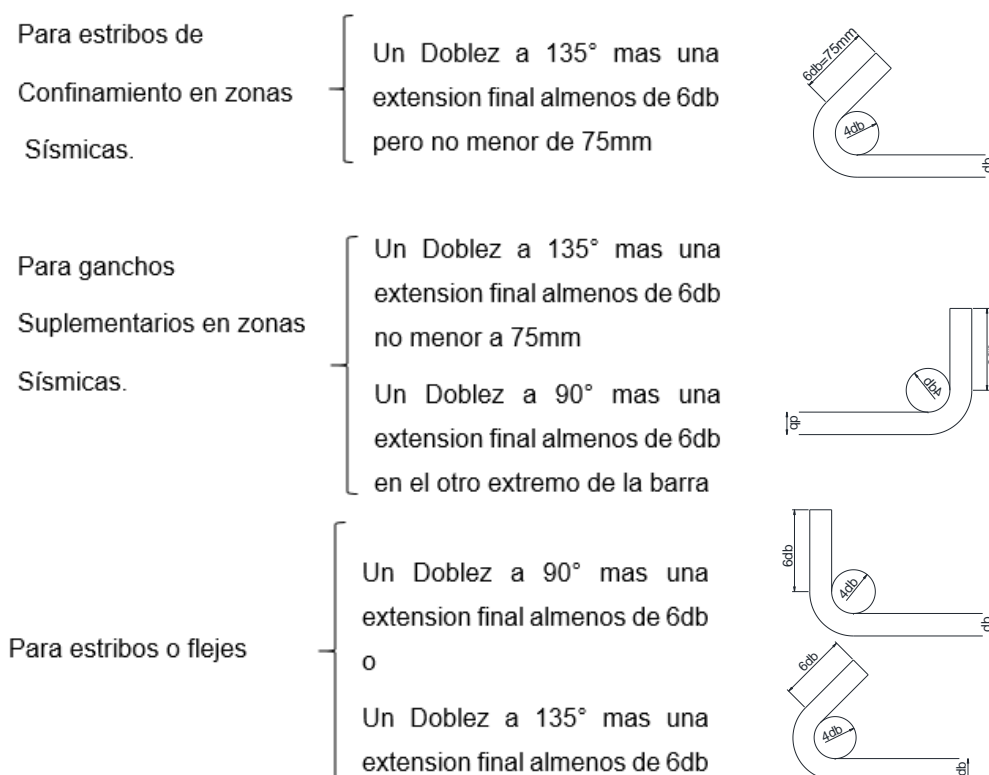 Para estribos de
Confinamiento en zonas
Sísmicas.
Un Doblez a 135° mas una
extension final almenos de 6db
pero no menor de 75mm
6db=75mm
4db
db
Para ganchos
Suplementarios en zonas
Sísmicas.
Un Doblez a 135° mas una
extension final almenos de 6db
no menor a 75mm
Un Doblez a 90° mas una
extension final almenos de 6db
en el otro extremo de la barra
4db
db
Para estribos o flejes
Un Doblez a 90° mas una
extension final almenos de 6db
o
Un Doblez a 135° mas una
extension final almenos de 6db
6db
4db
db
6db
4db
db